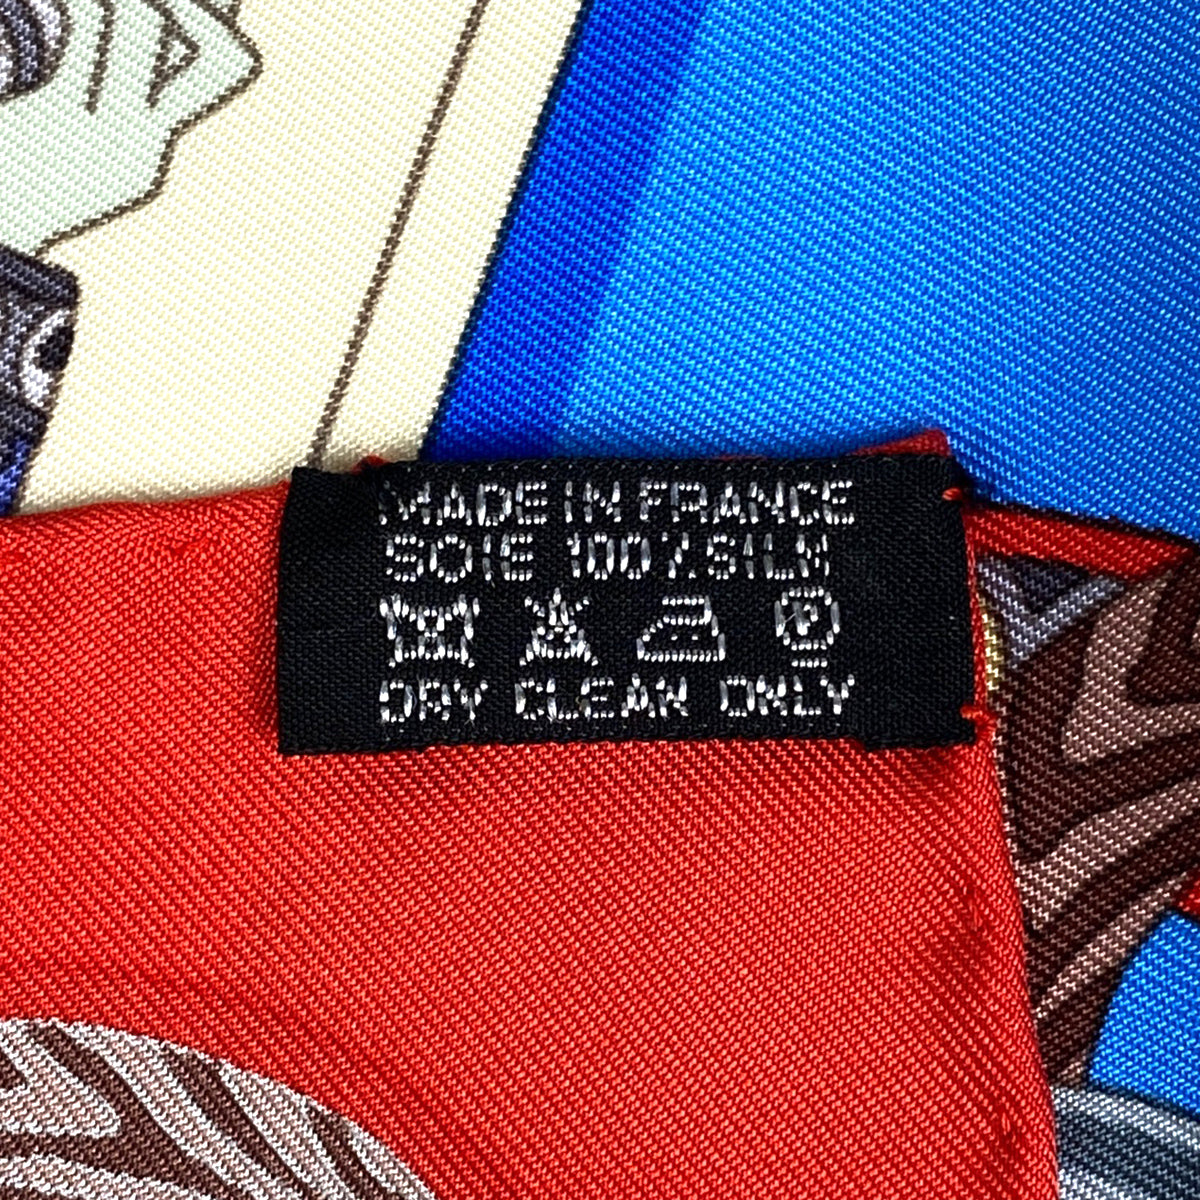 MADE IN FRANCE
SOIE 100% SILK
P
DRY CLEAN ONLY